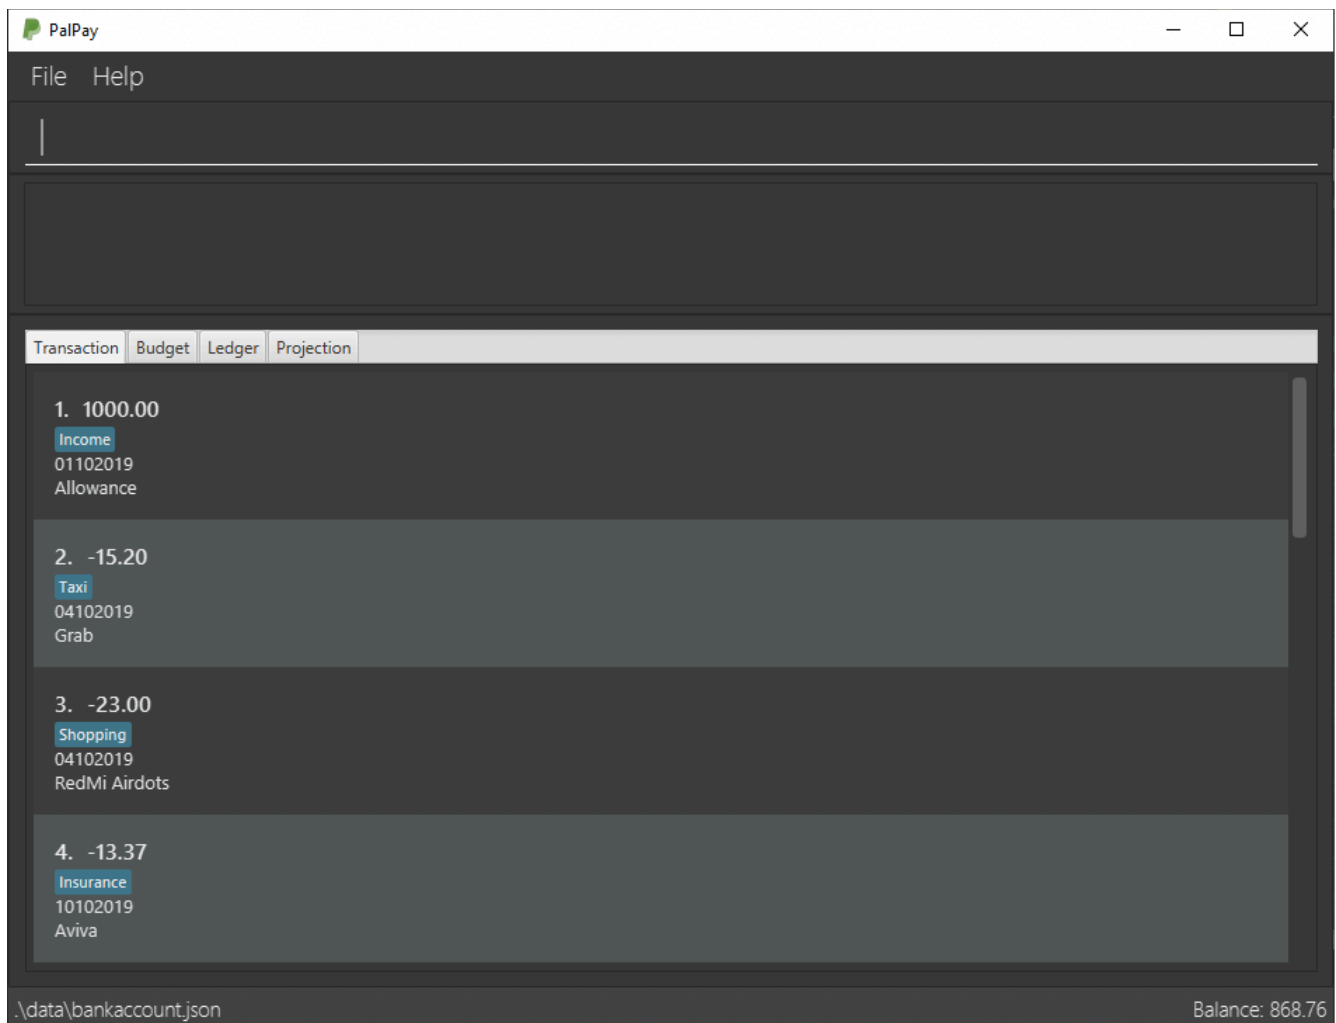 PalPay
File Help
Transaction Budget Ledger Projection
1. 1000.00
Income
01102019
Allowance
2. -15.20
Taxi
04102019
Grab
3. -23.00
Shopping
04102019
RedMi Airdots
4. -13.37
Insurance
10102019
Aviva
.\data\bankaccount.json Balance: 868.76